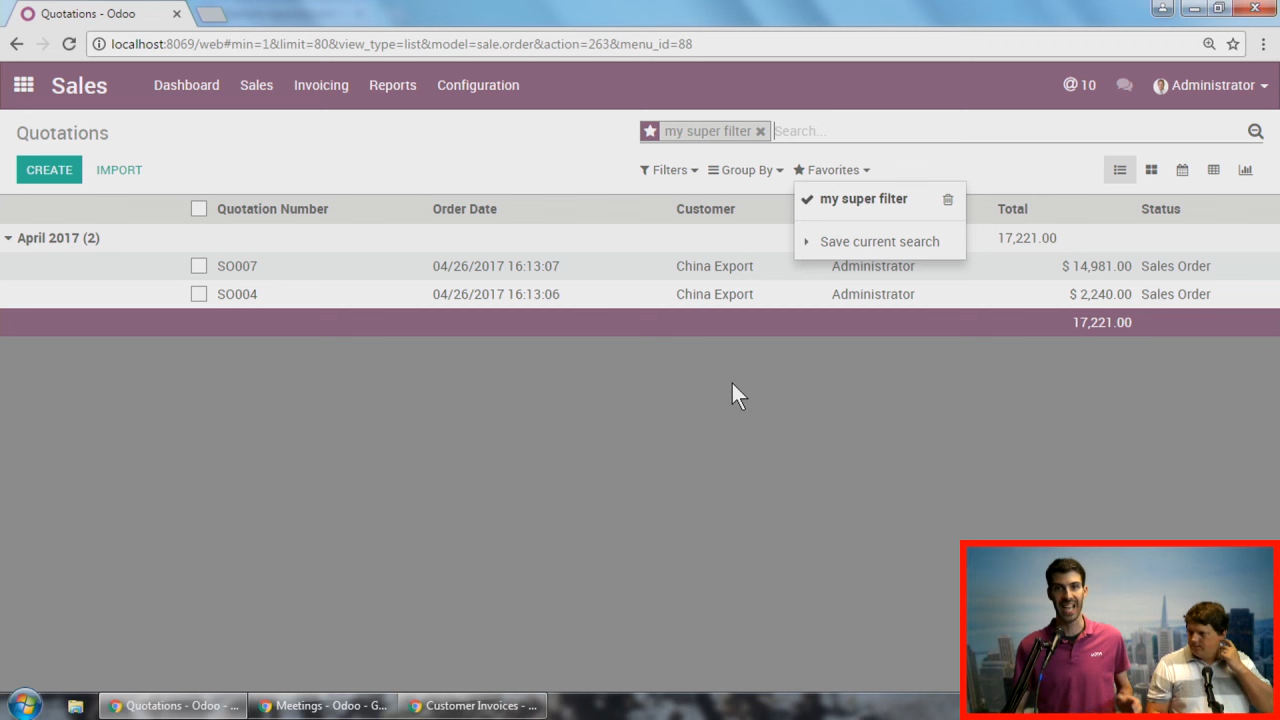 Quotations - Odoo
localhost:8069/web#min=1&limit=80&view_type=list&model=sale.order&action=263&menu_id=88
Sales Dashboard Sales Invoicing Reports Configuration @ 10 Administrator
Quotations my super filter Search...
CREATE IMPORT Filters Group By Favorites
my super filter
Save current search
Quotation Number Order Date Customer Total Status
April 2017 (2) 17,221.00
SO007 04/26/2017 16:13:07 China Export Administrator $ 14,981.00 Sales Order
SO004 04/26/2017 16:13:06 China Export Administrator $ 2,240.00 Sales Order
17,221.00
Quotations - Odoo - ... Meetings - Odoo - G... Customer Invoices - ...